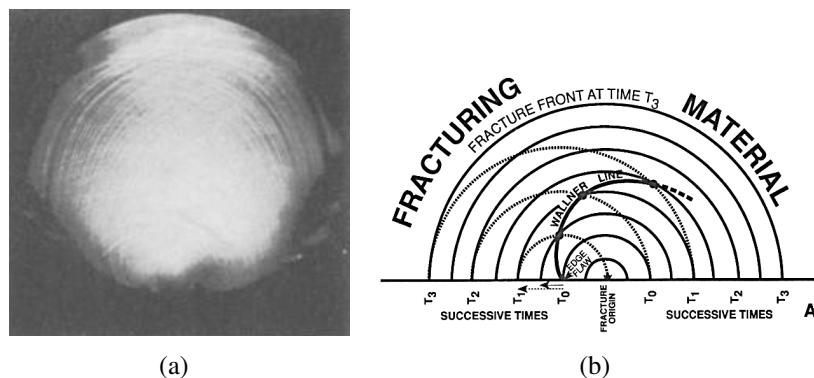 FRACTURING
MATERIAL
FRACTURE FRONT AT TIME T3
WALLNER LINE
EDGE
FLAW
T3 T2 T1 T0 FRACTURE ORIGIN T0 T1 T2 T3
SUCCESSIVE TIMES SUCCESSIVE TIMES
A
(a) (b)